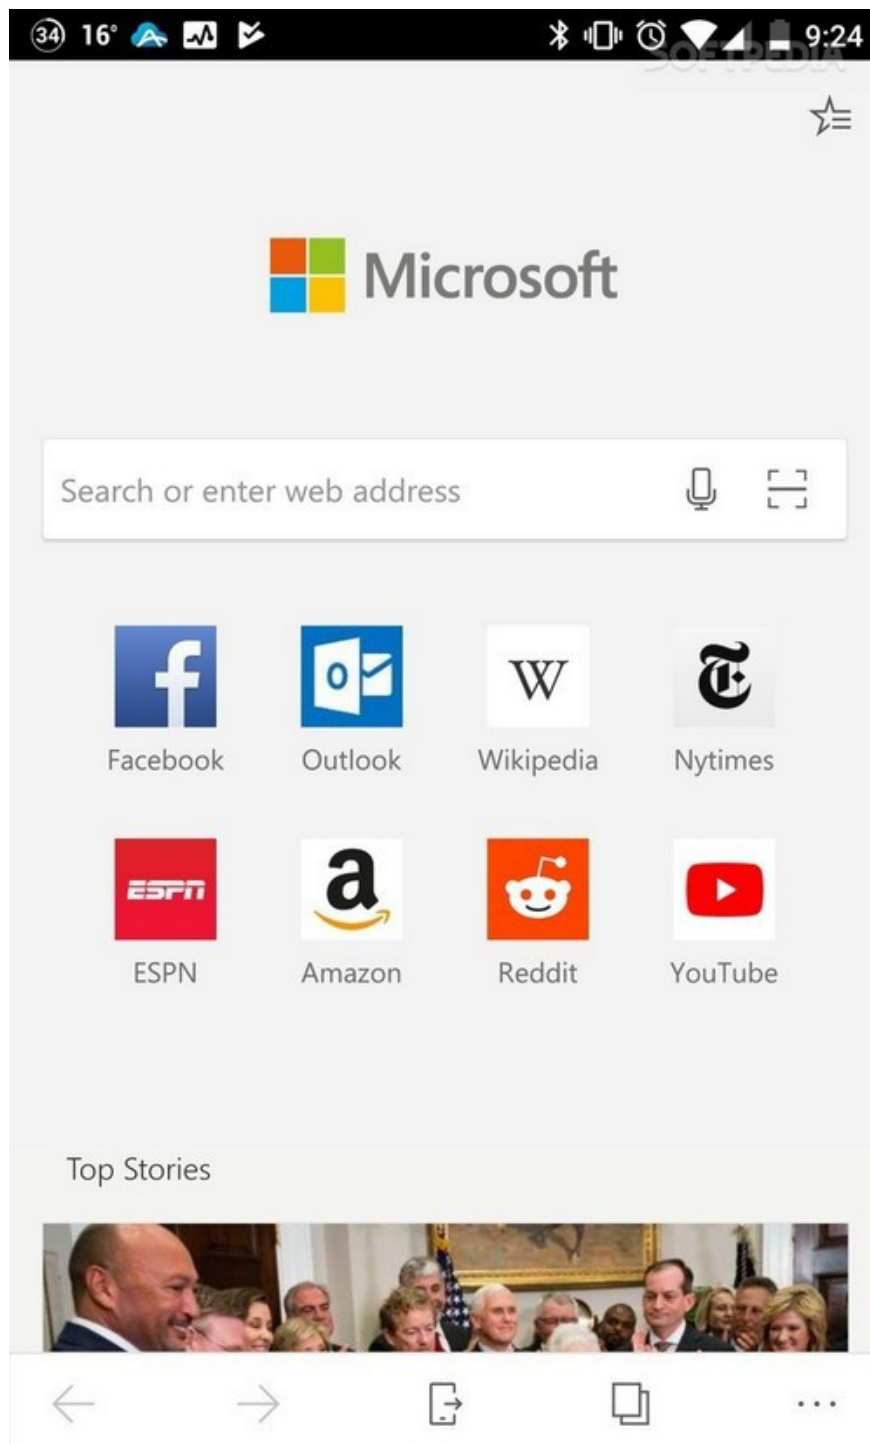 34 16° 9:24
SOFTPEDIA
Microsoft
Search or enter web address
Facebook Outlook Wikipedia Nytimes
ESPN
ESPN Amazon Reddit YouTube
Top Stories